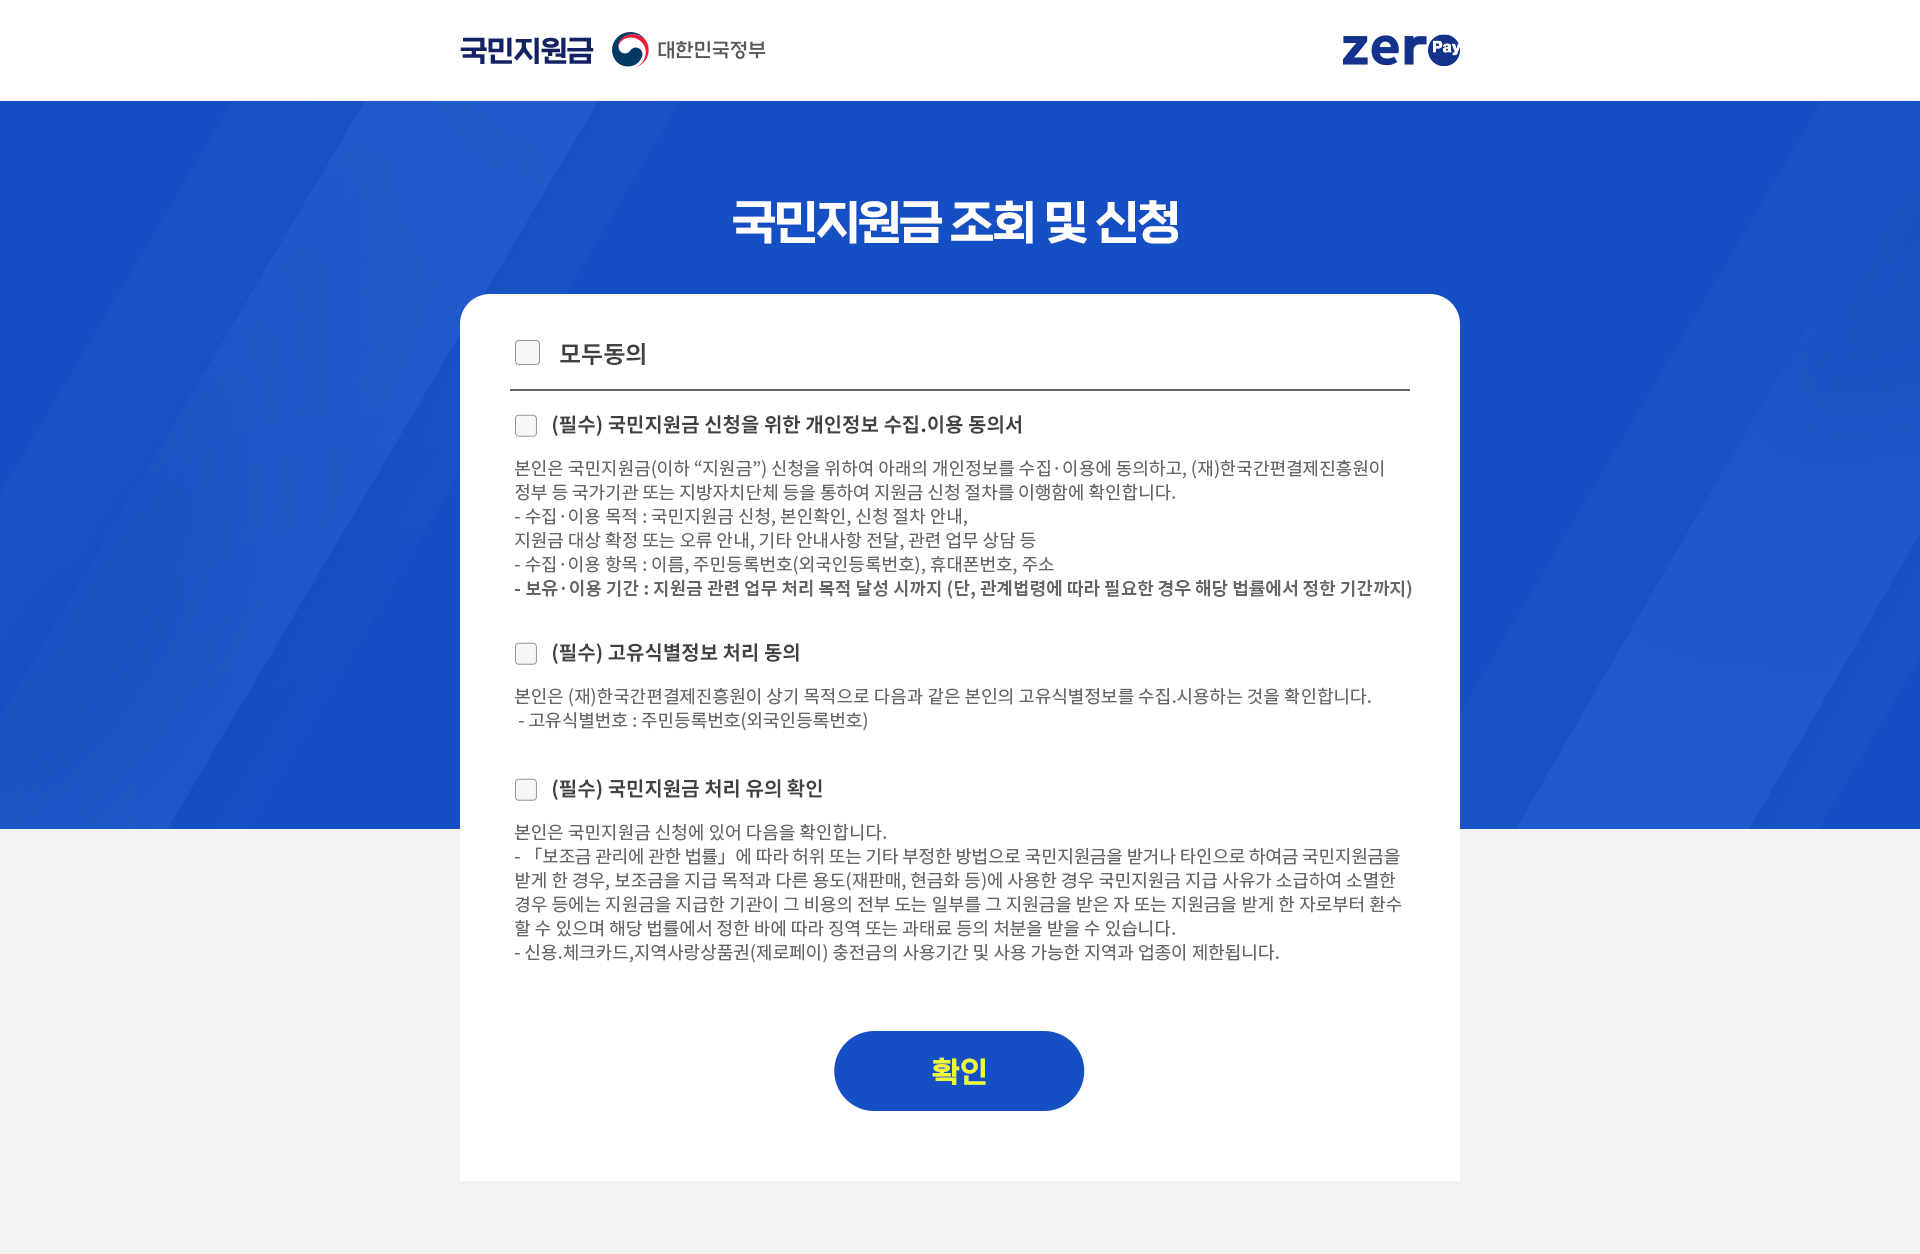 국민지원금 대한민국정부
zero Pay
국민지원금 조회 및 신청
모두동의
(필수) 국민지원금 신청을 위한 개인정보 수집.이용 동의서
본인은 국민지원금(이하 “지원금”) 신청을 위하여 아래의 개인정보를 수집·이용에 동의하고, (재)한국간편결제진흥원이
정부 등 국가기관 또는 지방자치단체 등을 통하여 지원금 신청 절차를 이행함에 확인합니다.
- 수집·이용 목적 : 국민지원금 신청, 본인확인, 신청 절차 안내,
지원금 대상 확정 또는 오류 안내, 기타 안내사항 전달, 관련 업무 상담 등
- 수집·이용 항목 : 이름, 주민등록번호(외국인등록번호), 휴대폰번호, 주소
- 보유·이용 기간 : 지원금 관련 업무 처리 목적 달성 시까지 (단, 관계법령에 따라 필요한 경우 해당 법률에서 정한 기간까지)
(필수) 고유식별정보 처리 동의
본인은 (재)한국간편결제진흥원이 상기 목적으로 다음과 같은 본인의 고유식별정보를 수집.시용하는 것을 확인합니다.
- 고유식별번호 : 주민등록번호(외국인등록번호)
(필수) 국민지원금 처리 유의 확인
본인은 국민지원금 신청에 있어 다음을 확인합니다.
- 「보조금 관리에 관한 법률」에 따라 허위 또는 기타 부정한 방법으로 국민지원금을 받거나 타인으로 하여금 국민지원금을
받게 한 경우, 보조금을 지급 목적과 다른 용도(재판매, 현금화 등)에 사용한 경우 국민지원금 지급 사유가 소급하여 소멸한
경우 등에는 지원금을 지급한 기관이 그 비용의 전부 도는 일부를 그 지원금을 받은 자 또는 지원금을 받게 한 자로부터 환수
할 수 있으며 해당 법률에서 정한 바에 따라 징역 또는 과태료 등의 처분을 받을 수 있습니다.
- 신용.체크카드,지역사랑상품권(제로페이) 충전금의 사용기간 및 사용 가능한 지역과 업종이 제한됩니다.
확인